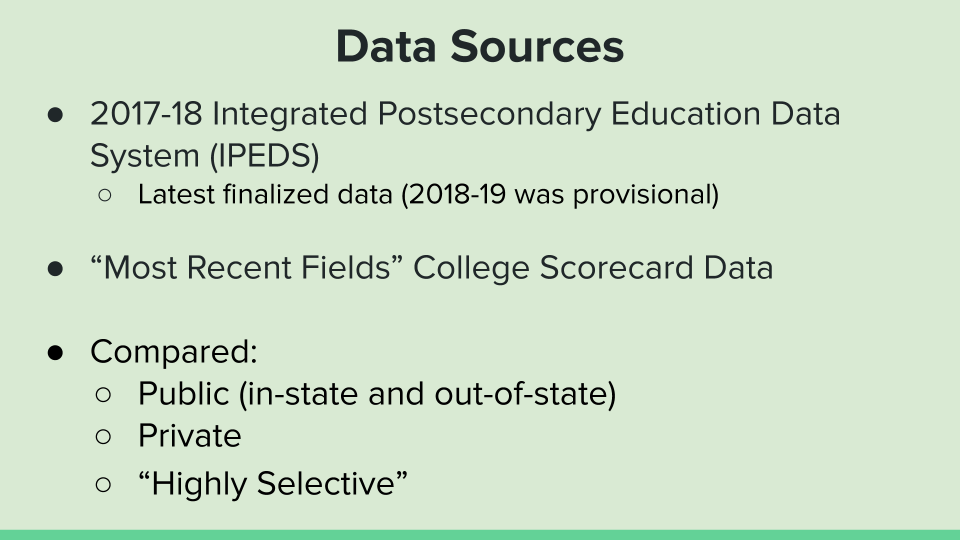 Data Sources
● 2017-18 Integrated Postsecondary Education Data
System (IPEDS)
○ Latest finalized data (2018-19 was provisional)
● “Most Recent Fields” College Scorecard Data
● Compared:
○ Public (in-state and out-of-state)
○ Private
○ “Highly Selective”